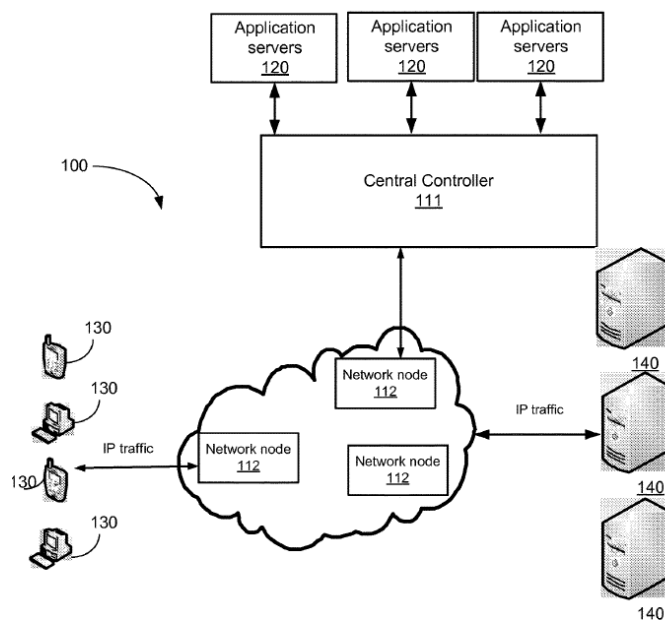 Application servers 120
Application servers 120
Application servers 120
Central Controller
111
100
130
130
130
130
Network node
112
Network node
112
Network node
112
IP traffic
IP traffic
140
140
140